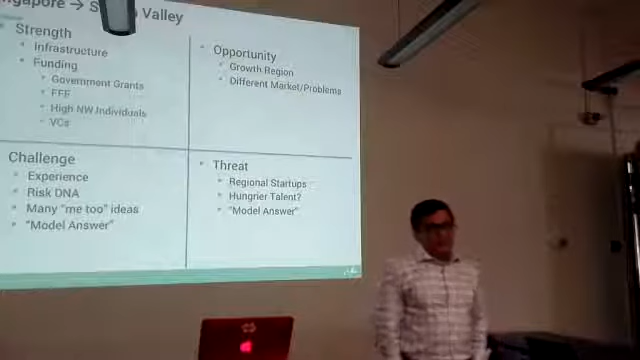 Singapore → S Valley
Strength
Infrastructure
Funding
Government Grants
FFF
High NW Individuals
VCs
Opportunity
Growth Region
Different Market/Problems
Challenge
Experience
Risk DNA
Many "me too" ideas
"Model Answer"
Threat
Regional Startups
Hungrier Talent?
"Model Answer"